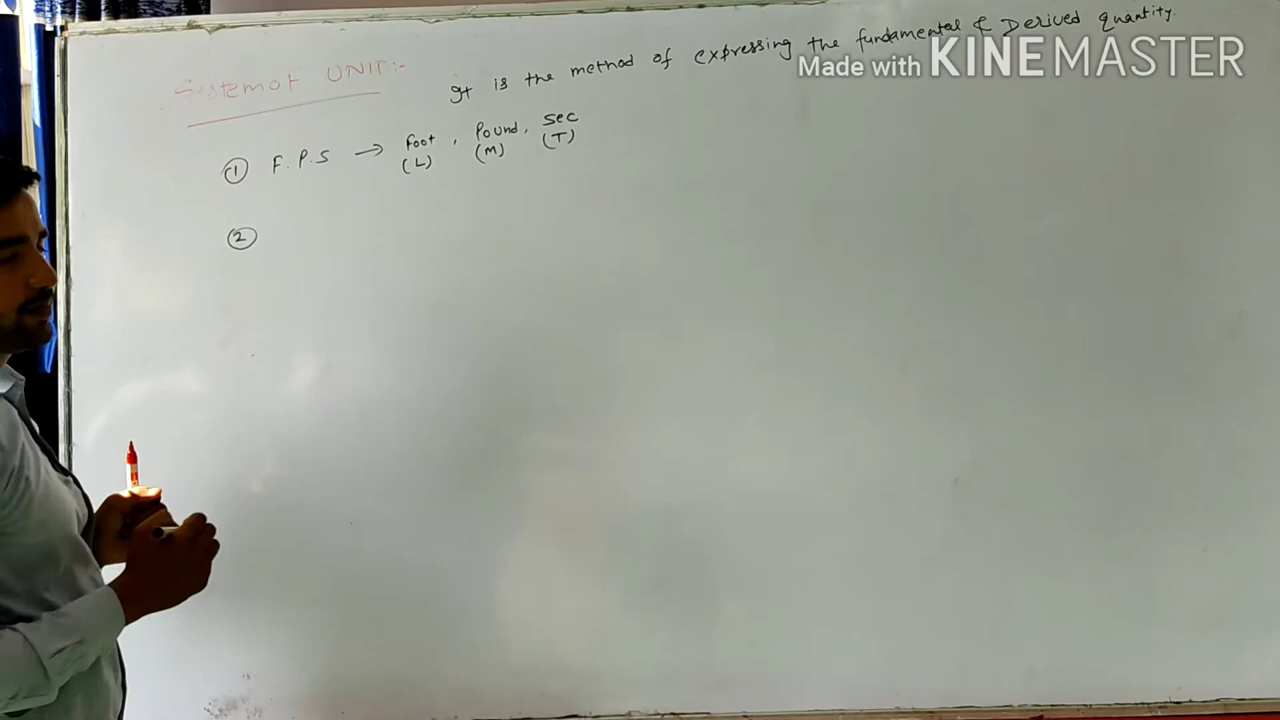 System of UNIT:-
It is the method of expressing the fundamental & Derived quantity
Made with KINEMASTER
① F.P.S → Foot, Pound, Sec
(L) (M) (T)
②